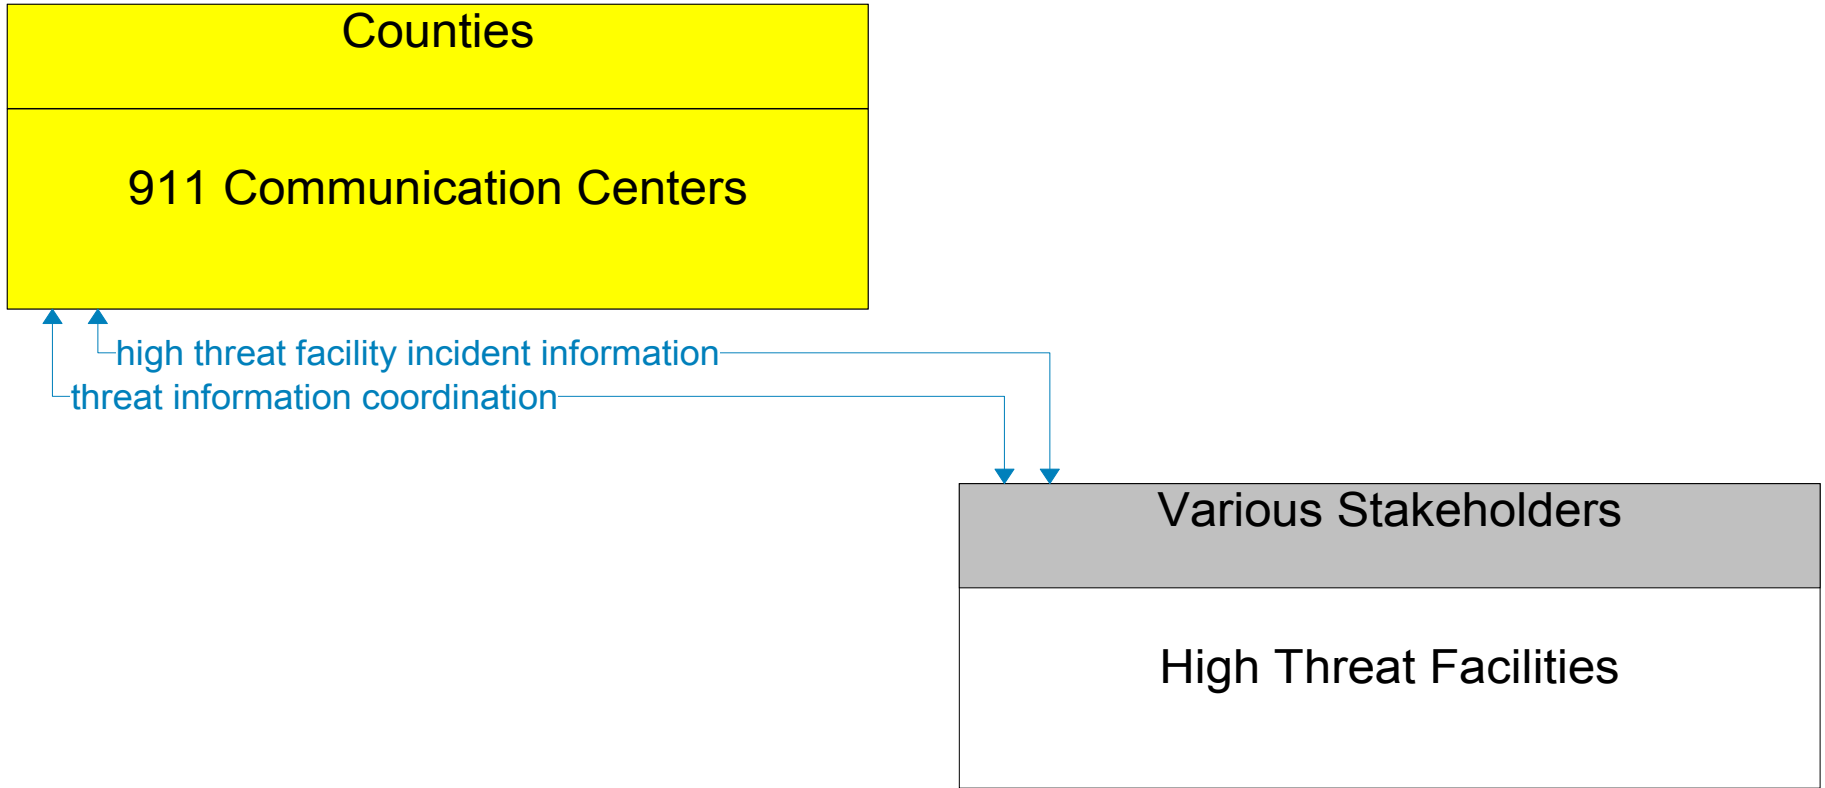 Counties
911 Communication Centers
high threat facility incident information
threat information coordination
Various Stakeholders
High Threat Facilities